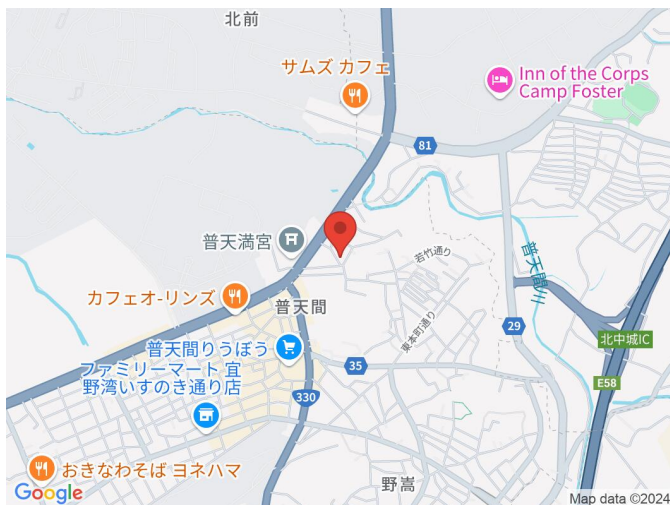 北前
サムズ カフェ
Inn of the Corps
Camp Foster
81
普天満宮
若竹通り
普天間川
カフェオーリンズ
普天間
東本町通り
29
北中城IC
普天間りうぼう
ファミリーマート 宜
野湾いすのき通り店
35
E58
330
おきなわそば ヨネハマ
野嵩
Google
Map data ©2024